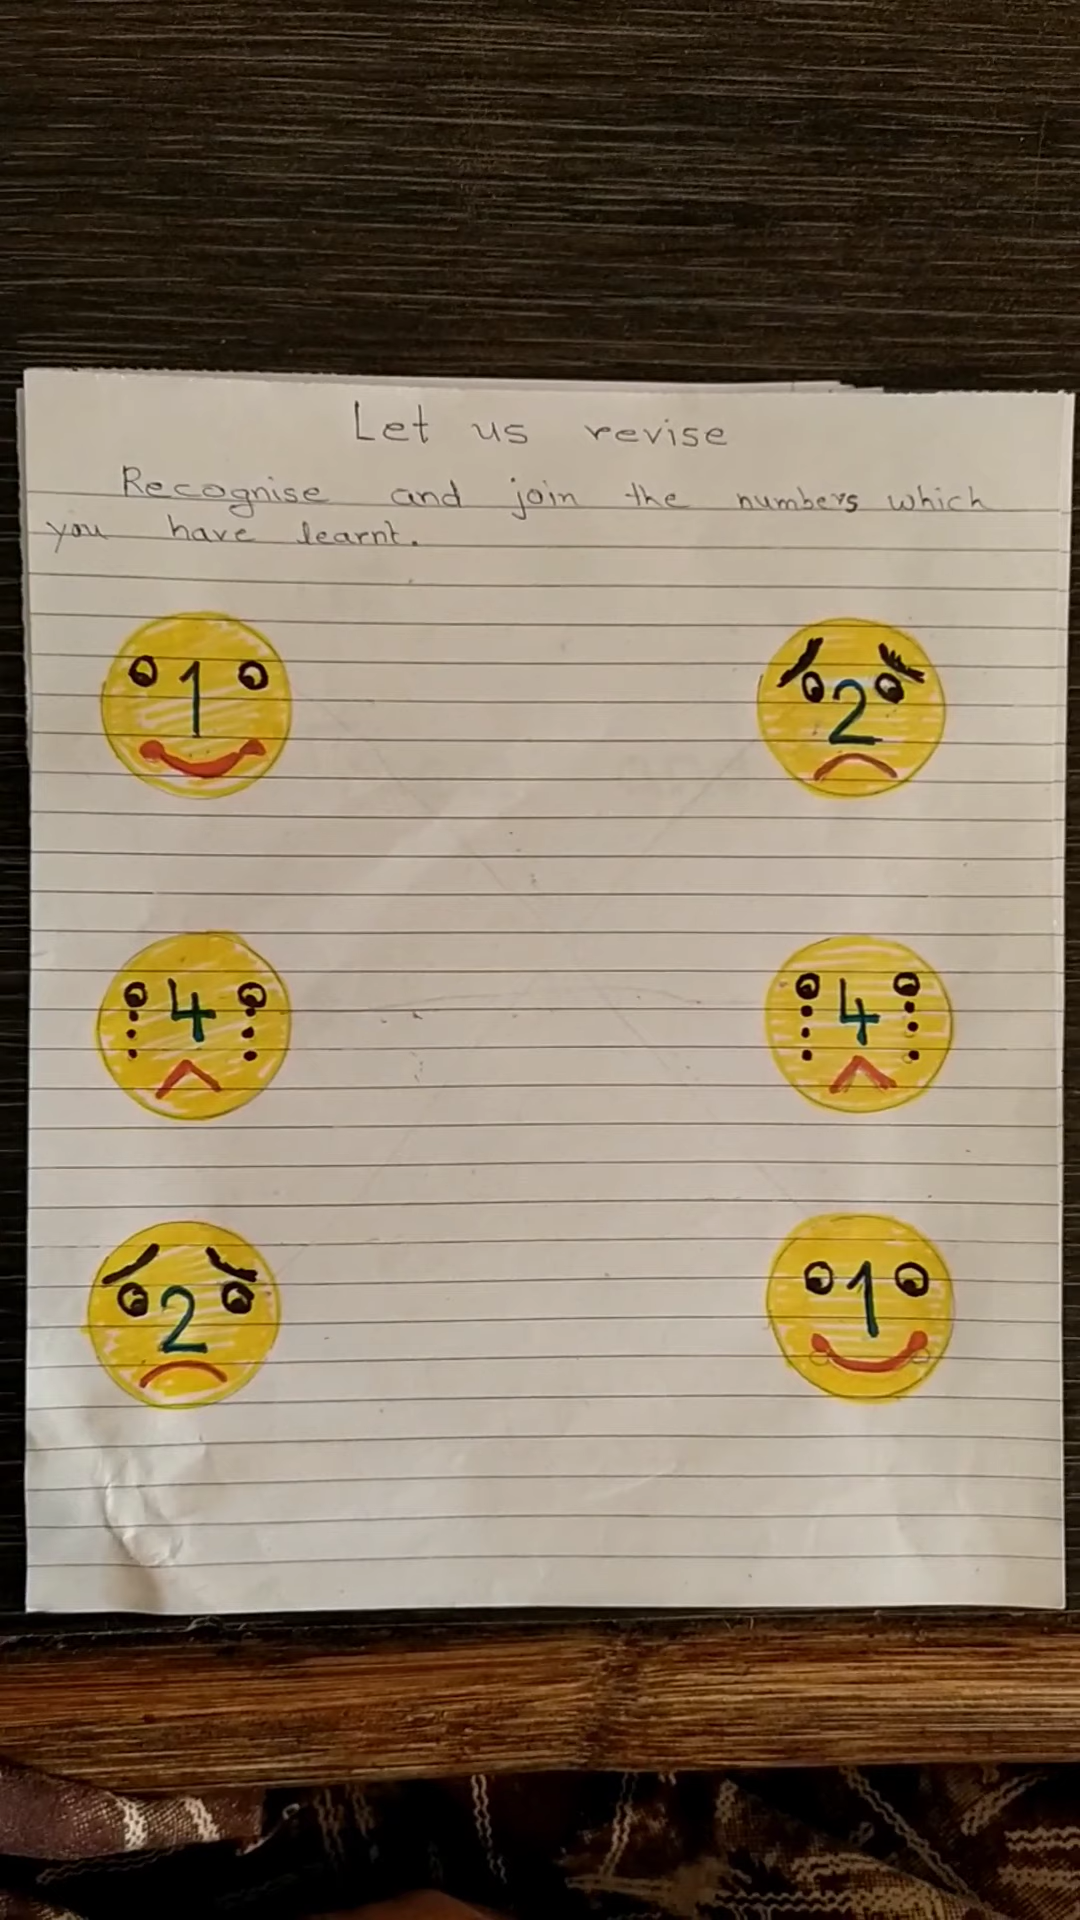 Let us revise
Recognise and join the numbers which
you have learnt.
1 2
4 4
2 1